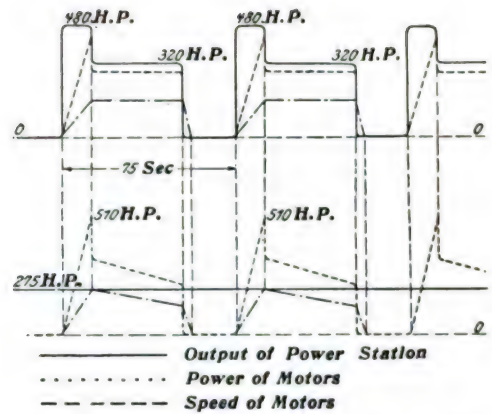 480 H.P. 480 H.P.
320 H.P. 320 H.P.
0 0
75 Sec
510 H.P. 510 H.P.
275 H.P.
0
Output of Power Station
Power of Motors
Speed of Motors